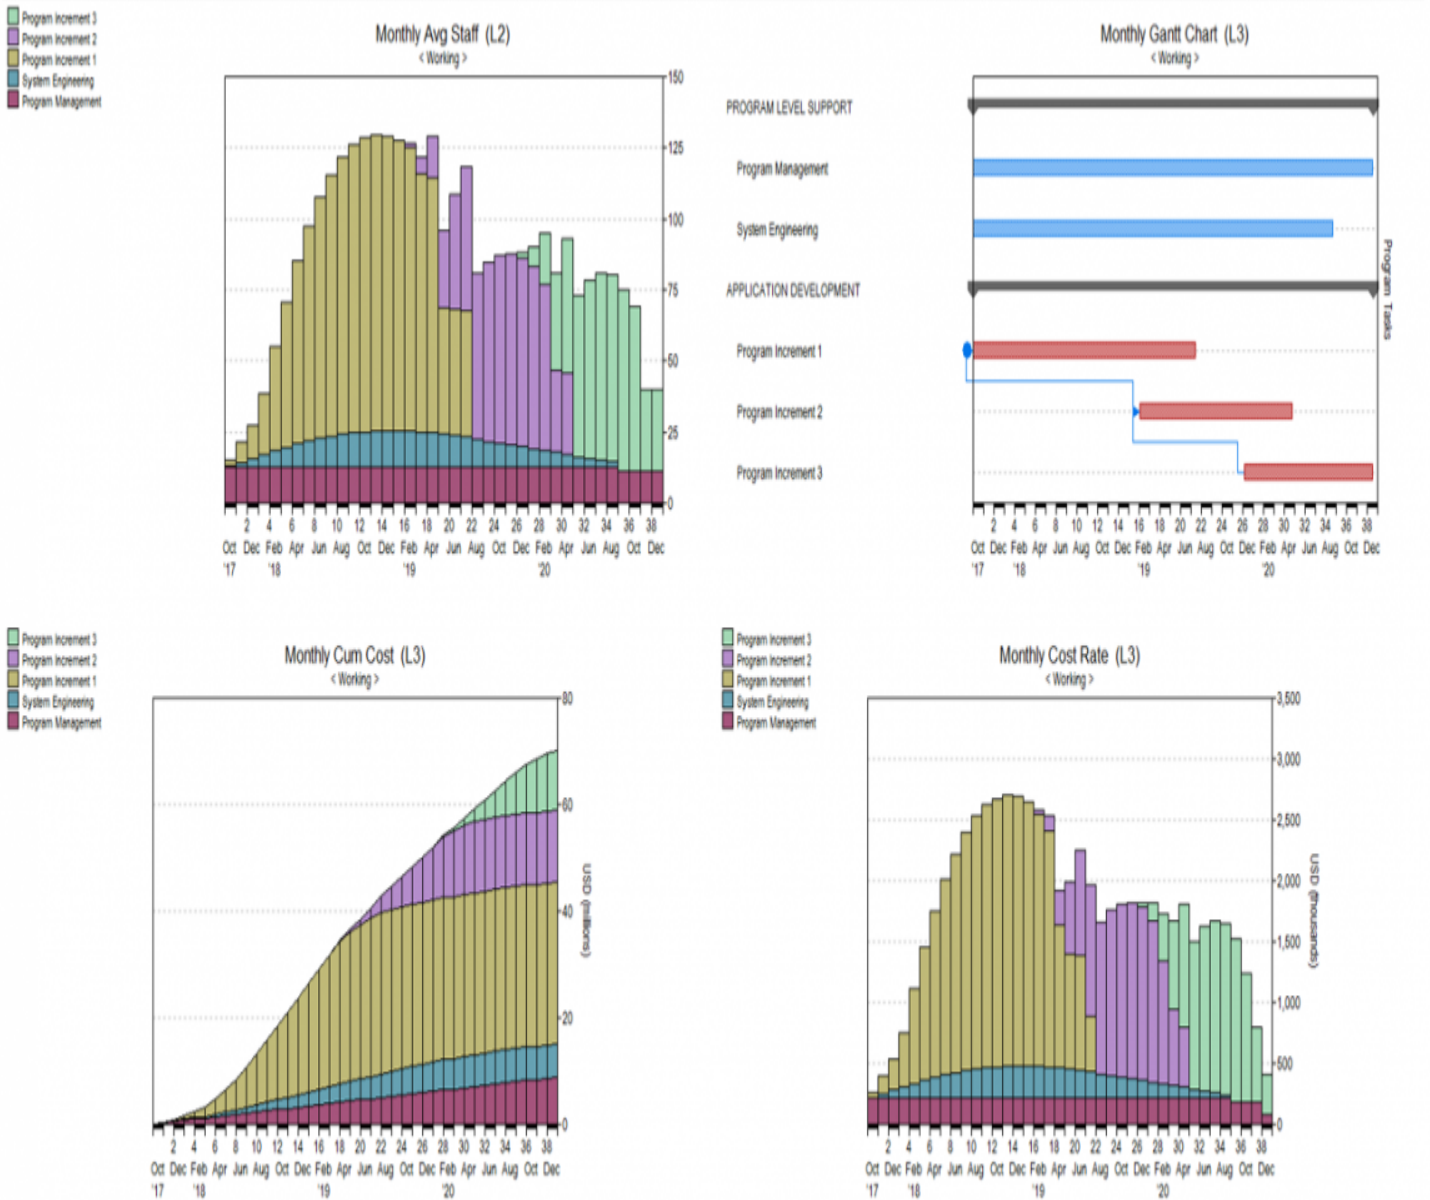 Program Increment 3
Program Increment 2
Program Increment 1
System Engineering
Program Management
Monthly Avg Staff (L2)
< Working >
150
125
100
75
50
25
0
2 4 6 8 10 12 14 16 18 20 22 24 26 28 30 32 34 36 38
Oct Dec Feb Apr Jun Aug Oct Dec Feb Apr Jun Aug Oct Dec Feb Apr Jun Aug Oct Dec
'17 '18 '19 '20
Monthly Gantt Chart (L3)
< Working >
PROGRAM LEVEL SUPPORT
Program Management
System Engineering
APPLICATION DEVELOPMENT
Program Increment 1
Program Increment 2
Program Increment 3
Program Tasks
2 4 6 8 10 12 14 16 18 20 22 24 26 28 30 32 34 36 38
Oct Dec Feb Apr Jun Aug Oct Dec Feb Apr Jun Aug Oct Dec Feb Apr Jun Aug Oct Dec
'17 '18 '19 '20
Program Increment 3
Program Increment 2
Program Increment 1
System Engineering
Program Management
Monthly Cum Cost (L3)
< Working >
80
60
40
20
0
USD (millions)
2 4 6 8 10 12 14 16 18 20 22 24 26 28 30 32 34 36 38
Oct Dec Feb Apr Jun Aug Oct Dec Feb Apr Jun Aug Oct Dec Feb Apr Jun Aug Oct Dec
'17 '18 '19 '20
Program Increment 3
Program Increment 2
Program Increment 1
System Engineering
Program Management
Monthly Cost Rate (L3)
< Working >
3,500
3,000
2,500
2,000
1,500
1,000
500
0
USD (thousands)
2 4 6 8 10 12 14 16 18 20 22 24 26 28 30 32 34 36 38
Oct Dec Feb Apr Jun Aug Oct Dec Feb Apr Jun Aug Oct Dec Feb Apr Jun Aug Oct Dec
'17 '18 '19 '20